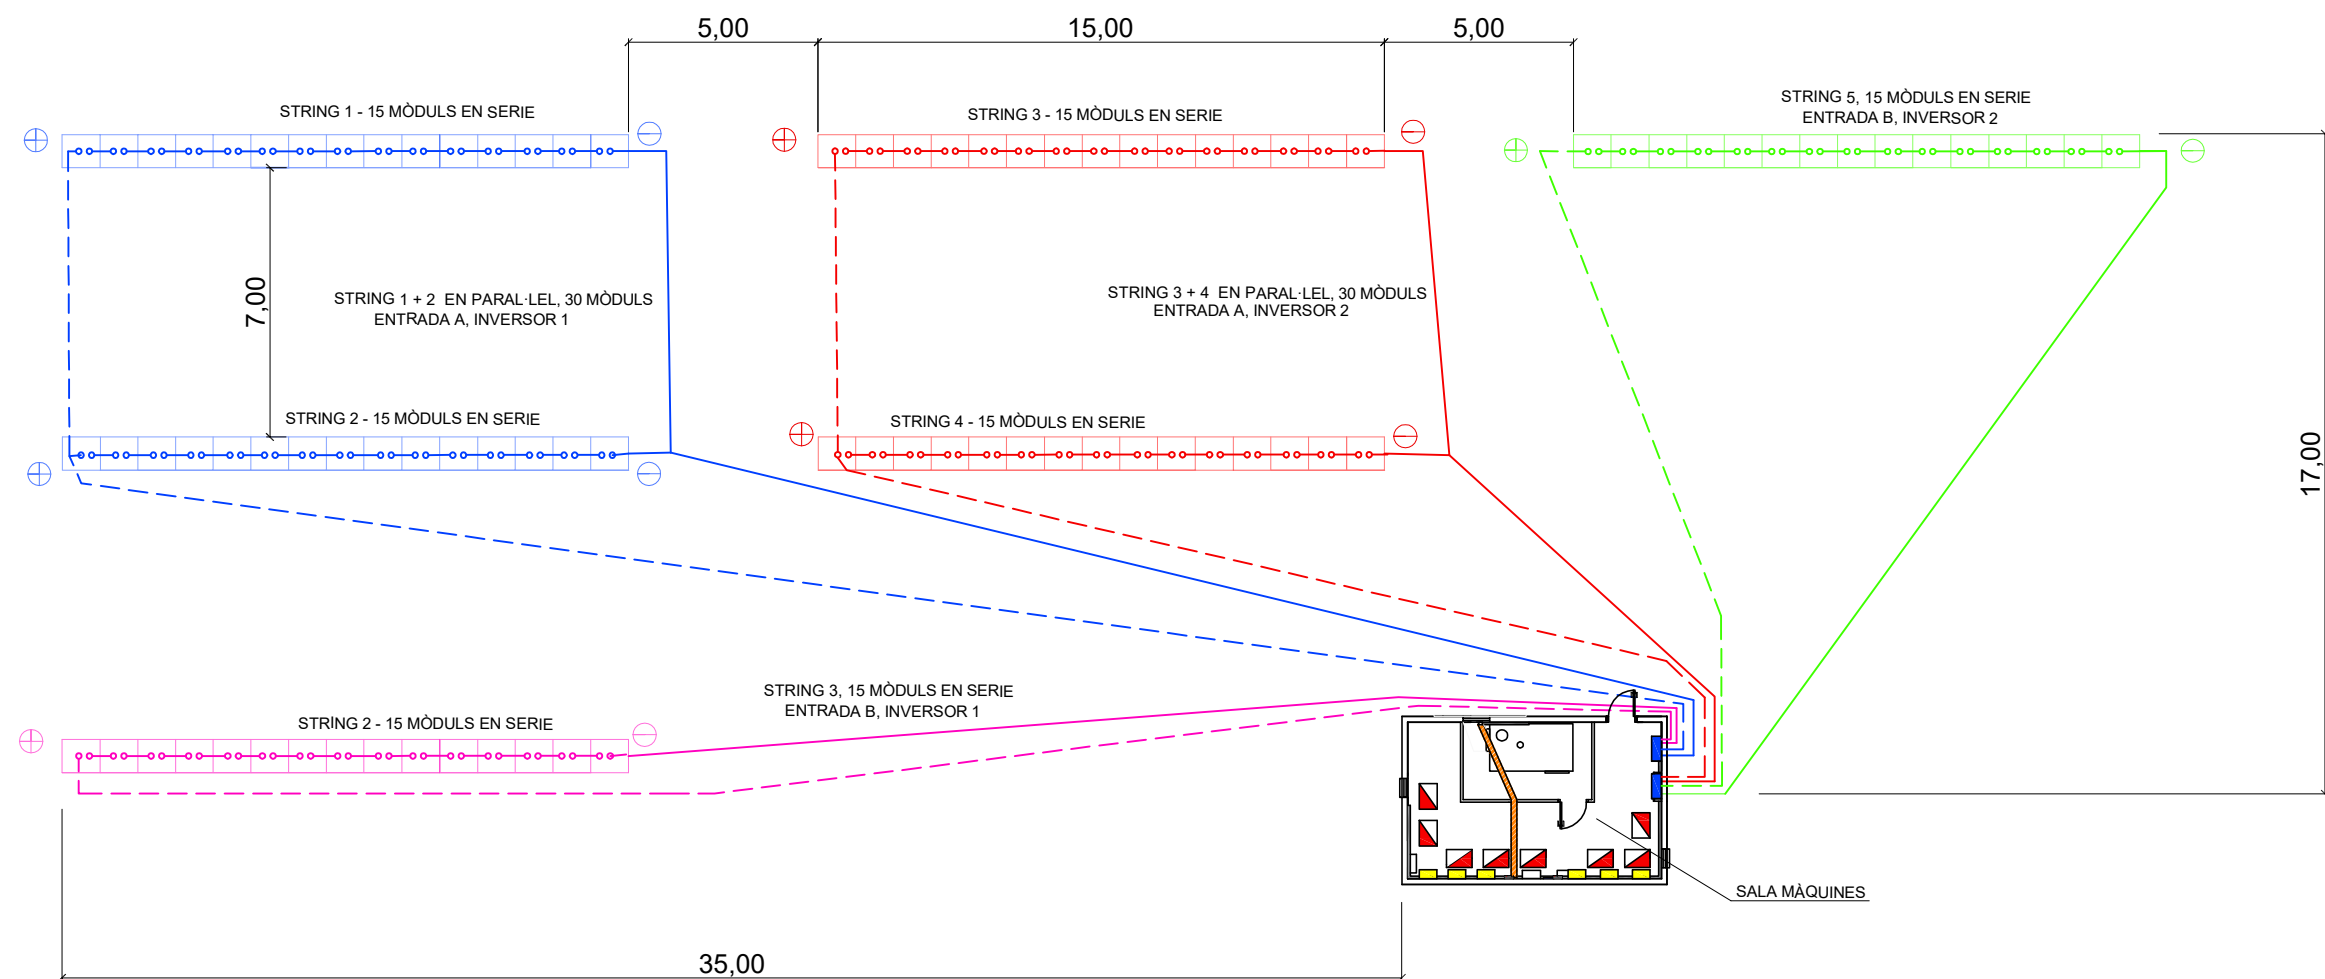 5,00
15,00
5,00
STRING 1 - 15 MÒDULS EN SERIE
STRING 3 - 15 MÒDULS EN SERIE
STRING 5, 15 MÒDULS EN SERIE
ENTRADA B, INVERSOR 2
7,00
STRING 1 + 2 EN PARAL·LEL, 30 MÒDULS
ENTRADA A, INVERSOR 1
STRING 3 + 4 EN PARAL·LEL, 30 MÒDULS
ENTRADA A, INVERSOR 2
STRING 2 - 15 MÒDULS EN SERIE
STRING 4 - 15 MÒDULS EN SERIE
17,00
STRING 3, 15 MÒDULS EN SERIE
ENTRADA B, INVERSOR 1
STRING 2 - 15 MÒDULS EN SERIE
SALA MÀQUINES
35,00